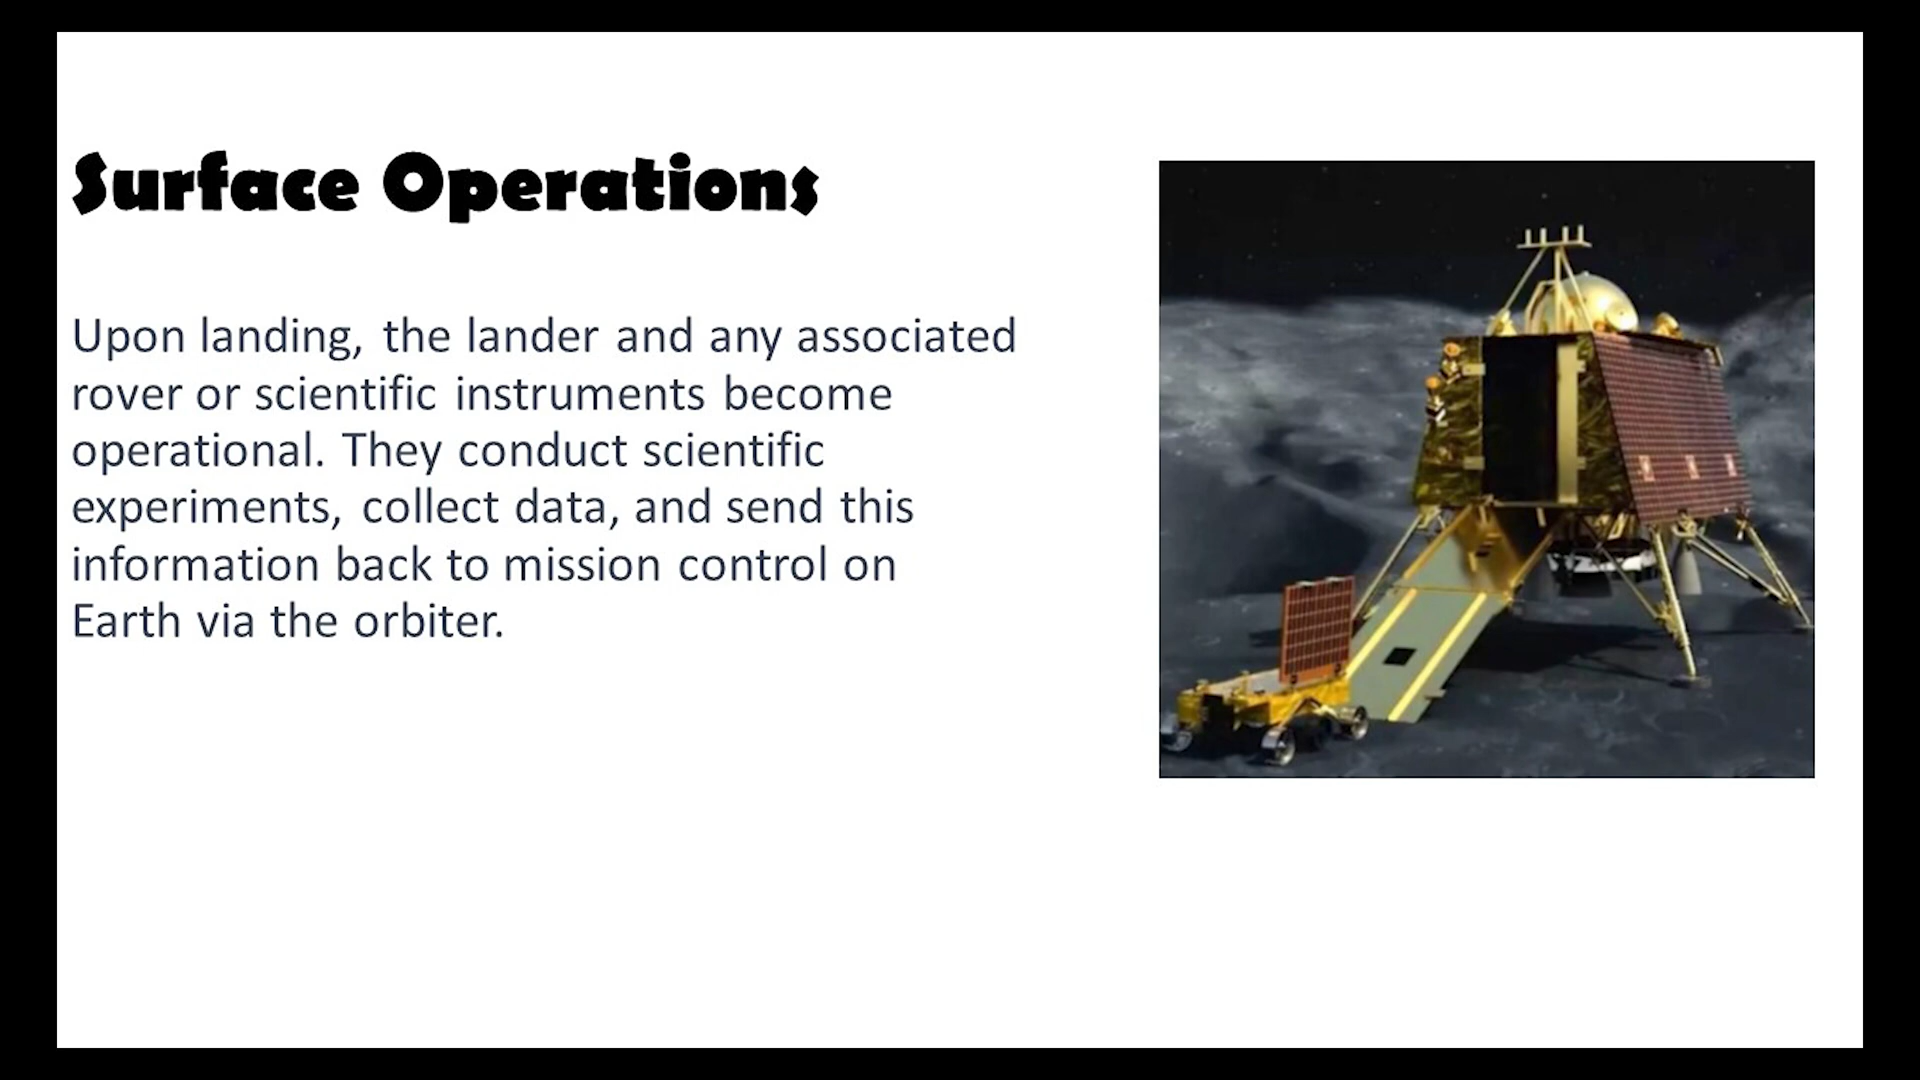 Surface Operations
Upon landing, the lander and any associated
rover or scientific instruments become
operational. They conduct scientific
experiments, collect data, and send this
information back to mission control on
Earth via the orbiter.